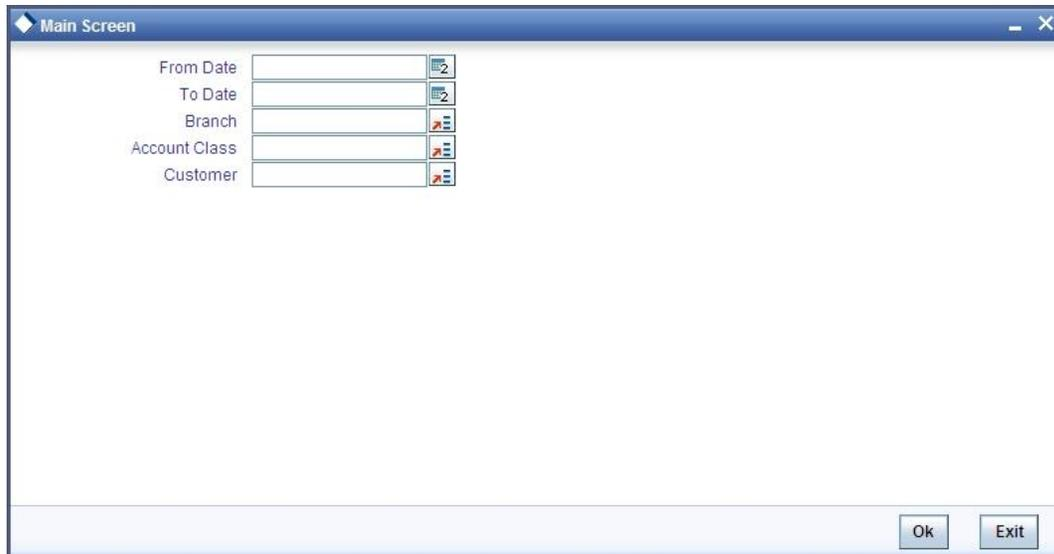 Main Screen
From Date
To Date
Branch
Account Class
Customer
Ok Exit